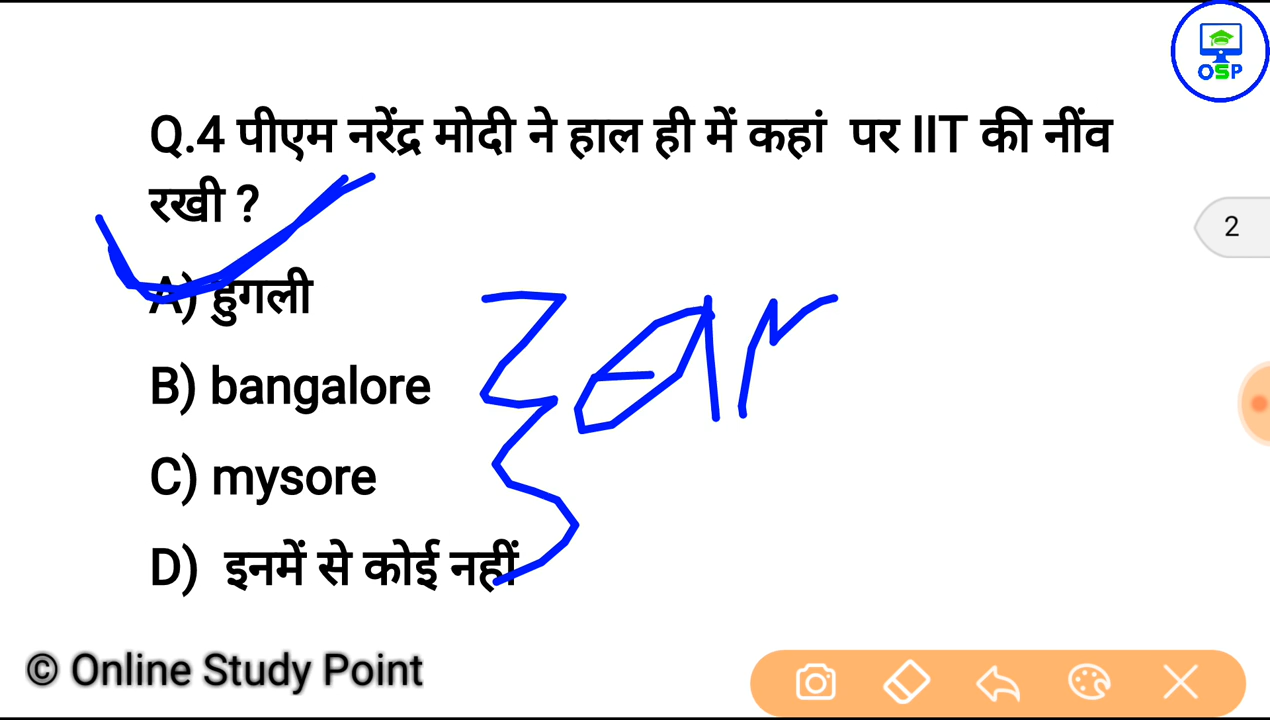 OSP
Q.4 पीएम नरेंद्र मोदी ने हाल ही में कहां पर IIT की नींव
रखी ?
2
A) हुगली
B) bangalore
C) mysore
D) इनमें से कोई नहीं
© Online Study Point